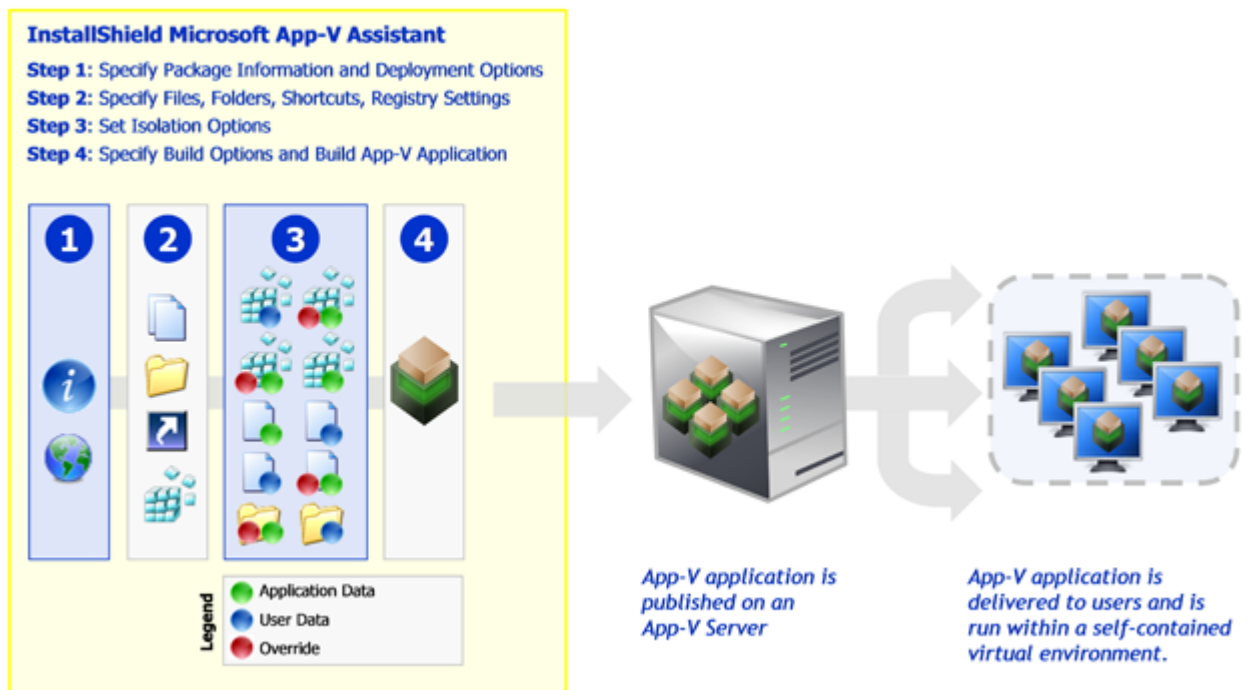 InstallShield Microsoft App-V Assistant
Step 1: Specify Package Information and Deployment Options
Step 2: Specify Files, Folders, Shortcuts, Registry Settings
Step 3: Set Isolation Options
Step 4: Specify Build Options and Build App-V Application
1
2
3
4
i
Legend
Application Data
User Data
Override
App-V application is
published on an
App-V Server
App-V application is
delivered to users and is
run within a self-contained
virtual environment.